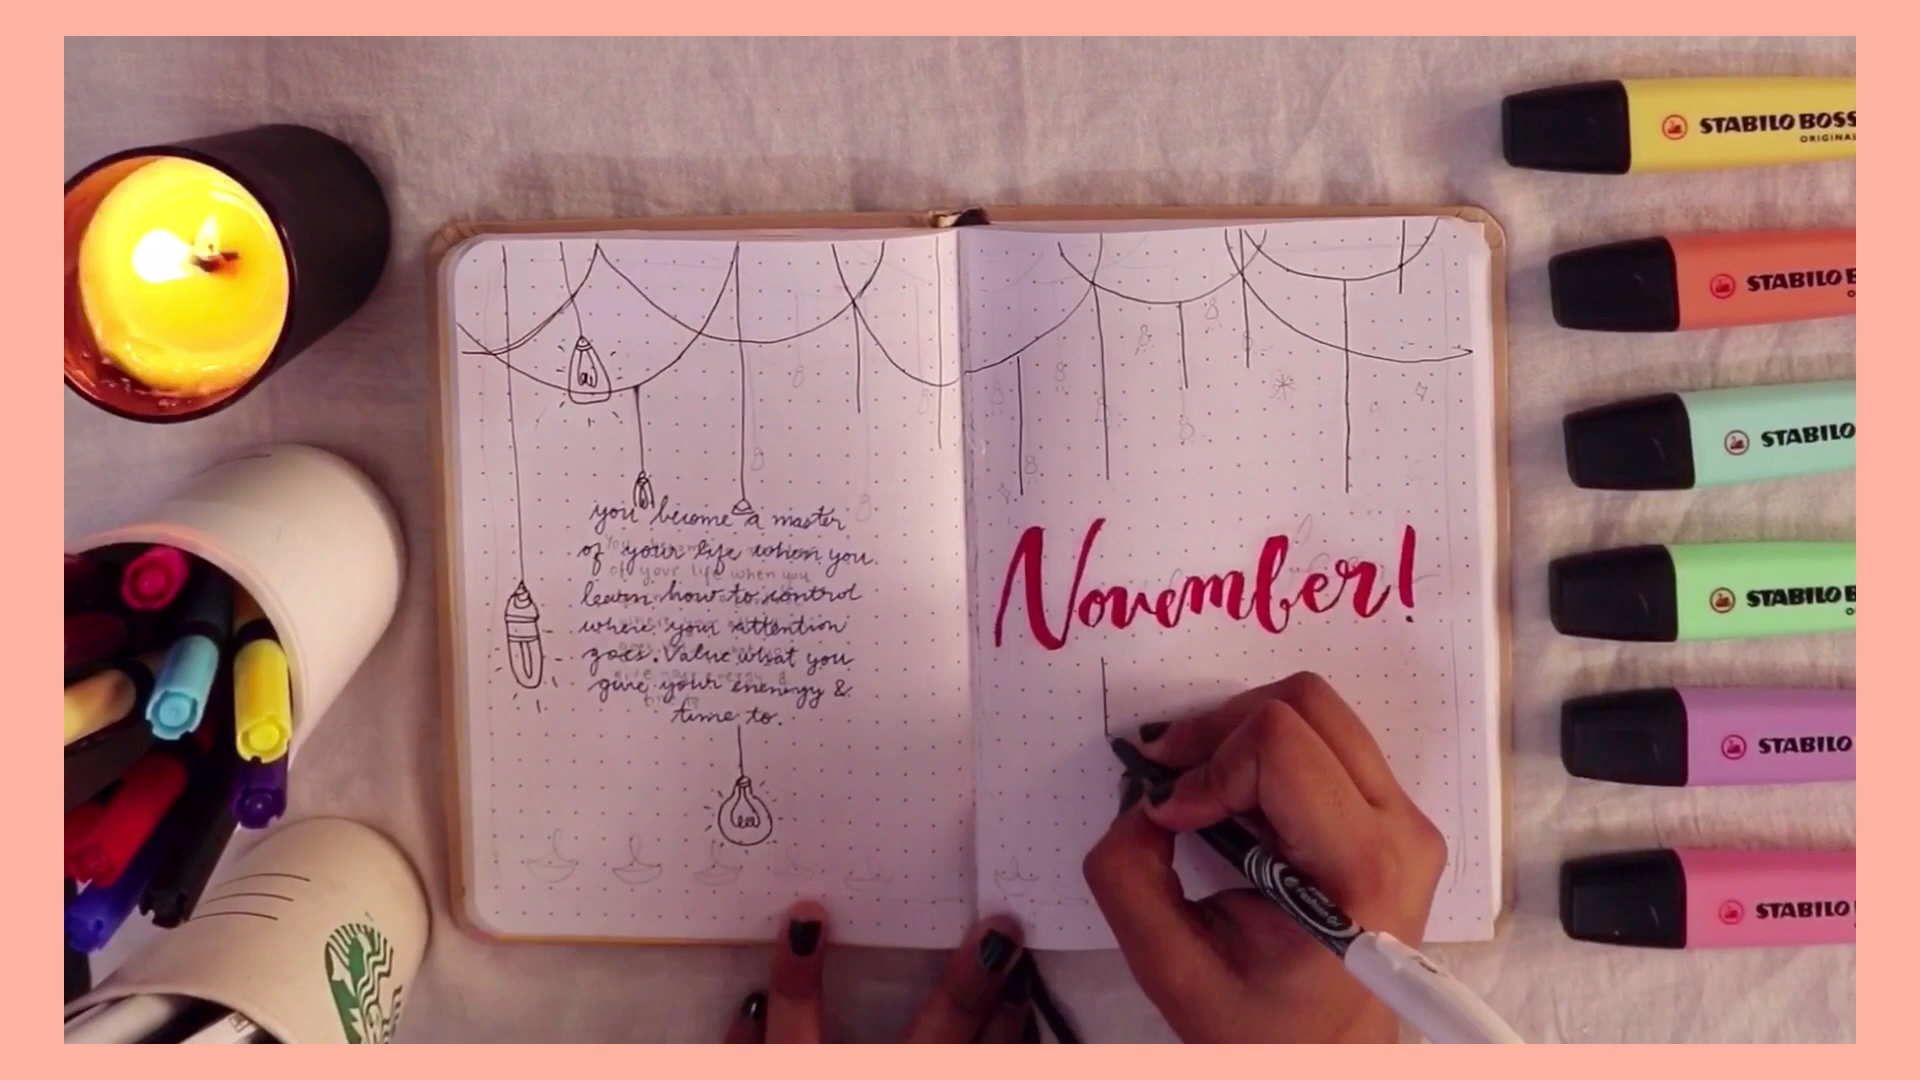 you become a master
of your life when you
learn how to control
where your attention
goes. Value what you
give your energy &
time to.
November!
STABILO BOSS
ORIGINAL
STABILO B
STABILO
STABILO B
STABILO
STABILO